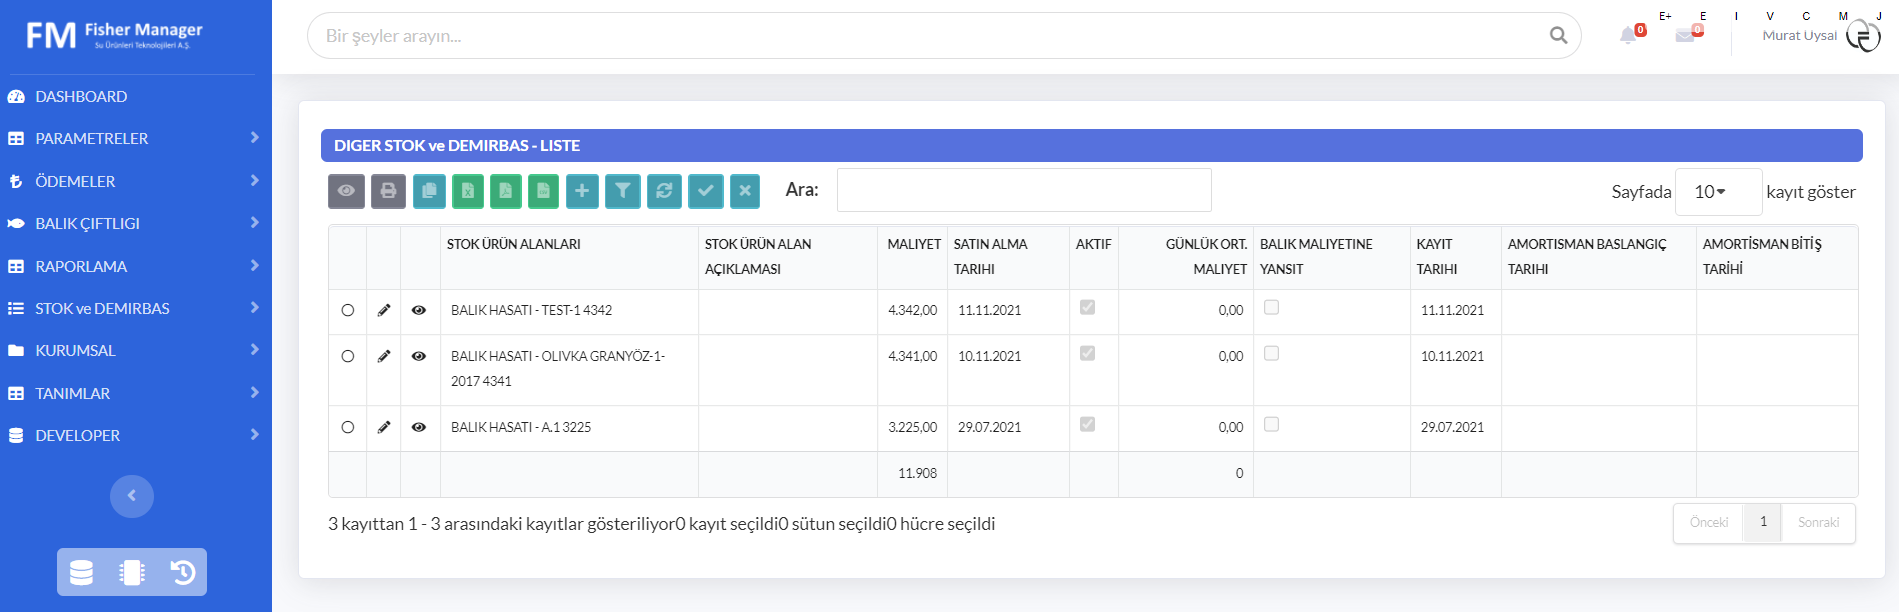 FM Fisher Manager
Su Ürünleri Teknolojileri A.Ş.
DASHBOARD
PARAMETRELER
ÖDEMELER
BALIK ÇIFTLIGI
RAPORLAMA
STOK ve DEMIRBAS
KURUMSAL
TANIMLAR
DEVELOPER
Bir şeyler arayın...
0
0
E+ E I V C M J
Murat Uysal
DIGER STOK ve DEMIRBAS - LISTE
Ara:
Sayfada 10 kayıt göster
STOK ÜRÜN ALANLARI
STOK ÜRÜN ALAN AÇIKLAMASI
MALIYET
SATIN ALMA TARIHI
AKTIF
GÜNLÜK ORT. MALIYET
BALIK MALIYETINE YANSIT
KAYIT TARIHI
AMORTISMAN BASLANGIÇ TARIHI
AMORTİSMAN BİTİŞ TARİHİ
BALIK HASATI - TEST-1 4342 4.342,00 11.11.2021 0,00 11.11.2021
BALIK HASATI - OLIVKA GRANYÖZ-1- 4.341,00 10.11.2021 0,00 10.11.2021
2017 4341
BALIK HASATI - A.1 3225 3.225,00 29.07.2021 0,00 29.07.2021
11.908 0
3 kayıttan 1 - 3 arasındaki kayıtlar gösteriliyor0 kayıt seçildi0 sütun seçildi0 hücre seçildi
Önceki 1 Sonraki